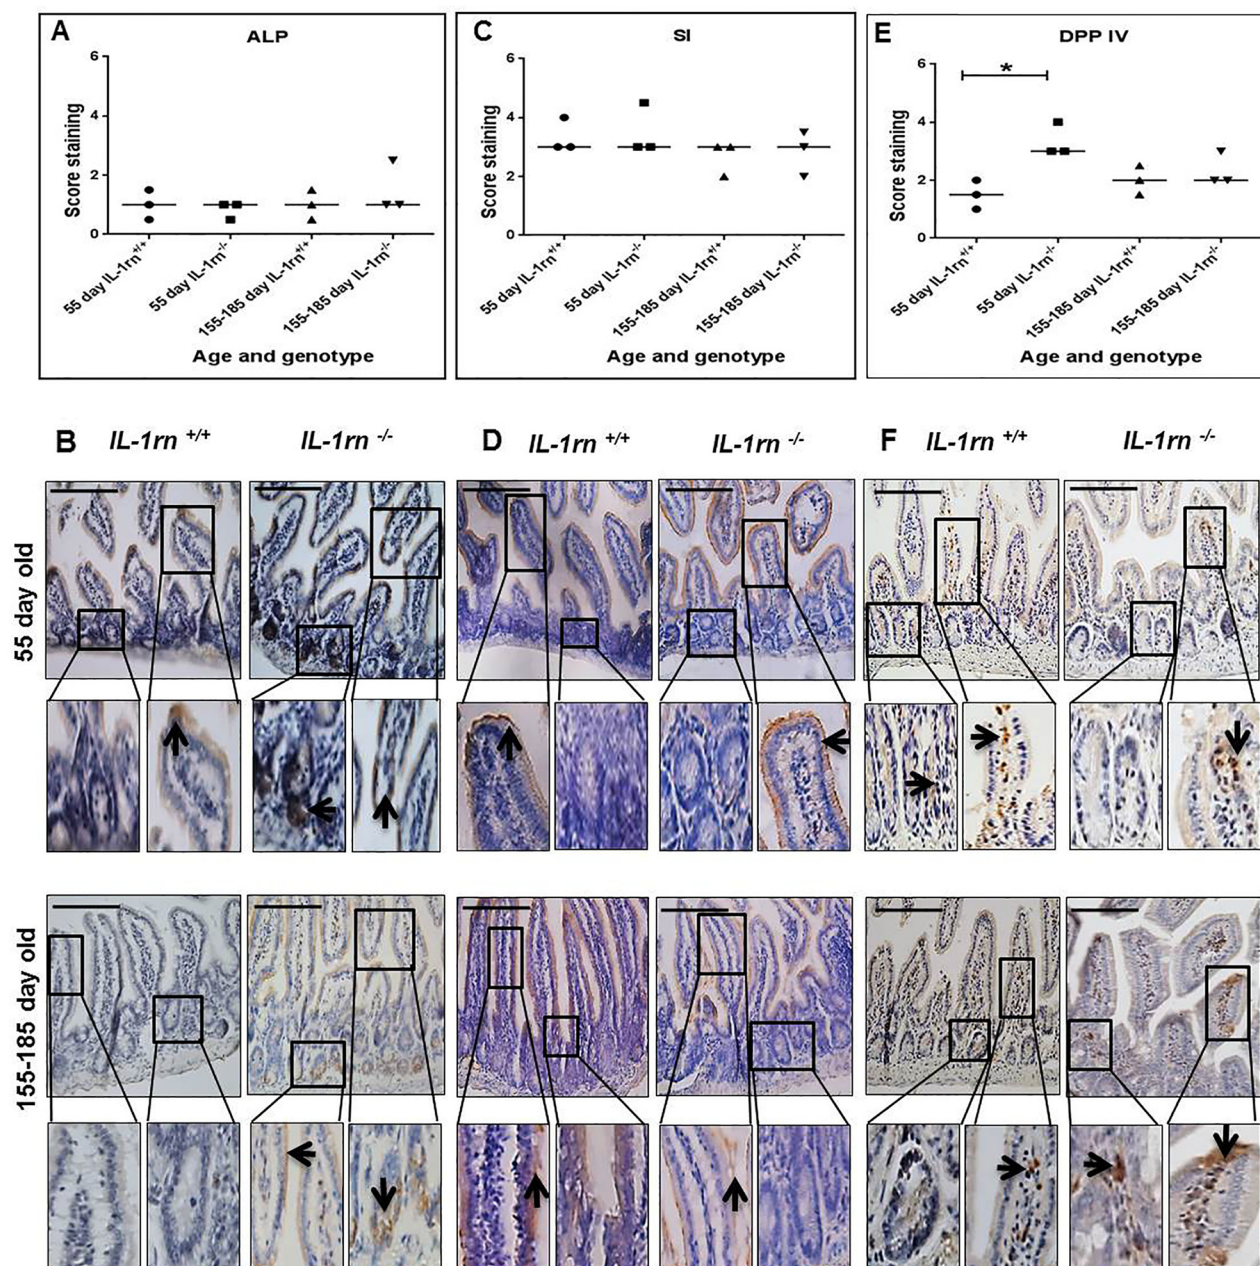 A
ALP
Score staining
6
4
2
0
55 day IL-1rn+/+
55 day IL-1rn-/-
155-185 day IL-1rn+/+
155-185 day IL-1rn-/-
Age and genotype
C
SI
Score staining
6
4
2
0
55 day IL-1rn+/+
55 day IL-1rn-/-
155-185 day IL-1rn+/+
155-185 day IL-1rn-/-
Age and genotype
E
DPP IV
*
Score staining
6
4
2
0
55 day IL-1rn+/+
55 day IL-1rn-/-
155-185 day IL-1rn+/+
155-185 day IL-1rn-/-
Age and genotype
B IL-1rn +/+ IL-1rn -/-
D IL-1rn +/+ IL-1rn -/-
F IL-1rn +/+ IL-1rn -/-
55 day old
155-185 day old